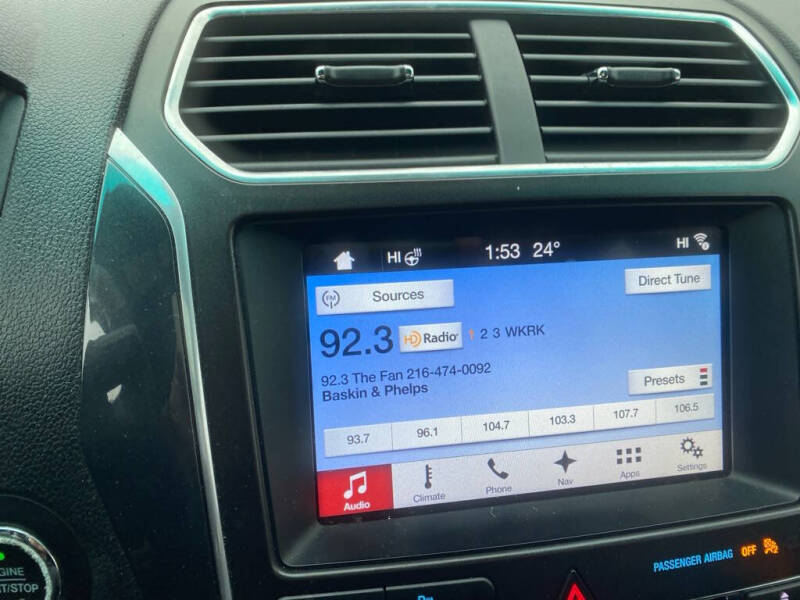 HI 1:53 24° HI
FM Sources Direct Tune
92.3 HD Radio 1 2 3 WKRK
92.3 The Fan 216-474-0092
Baskin & Phelps
Presets
93.7 96.1 104.7 103.3 107.7 106.5
Audio Climate Phone Nav Apps Settings
PASSENGER AIRBAG OFF 2